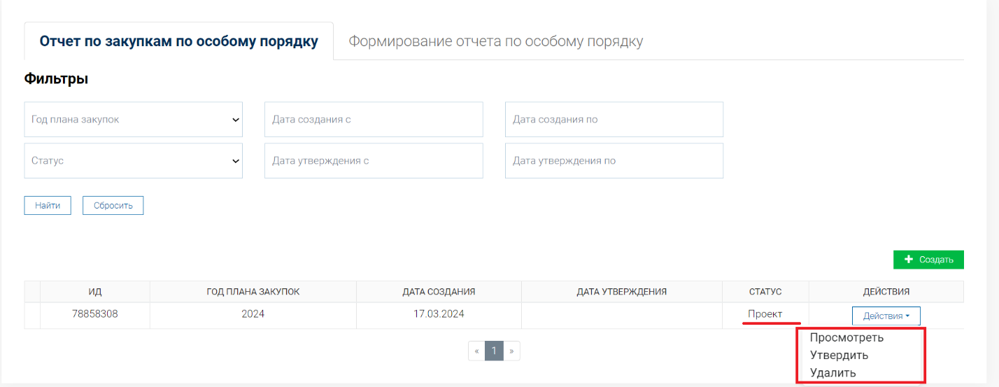 Отчет по закупкам по особому порядку Формирование отчета по особому порядку
Фильтры
Год плана закупок Дата создания с Дата создания по
Статус Дата утверждения с Дата утверждения по
Найти Сбросить
+ Создать
ИД ГОД ПЛАНА ЗАКУПОК ДАТА СОЗДАНИЯ ДАТА УТВЕРЖДЕНИЯ СТАТУС ДЕЙСТВИЯ
78858308 2024 17.03.2024 Проект Действия
Просмотреть
« 1 » Утвердить
Удалить